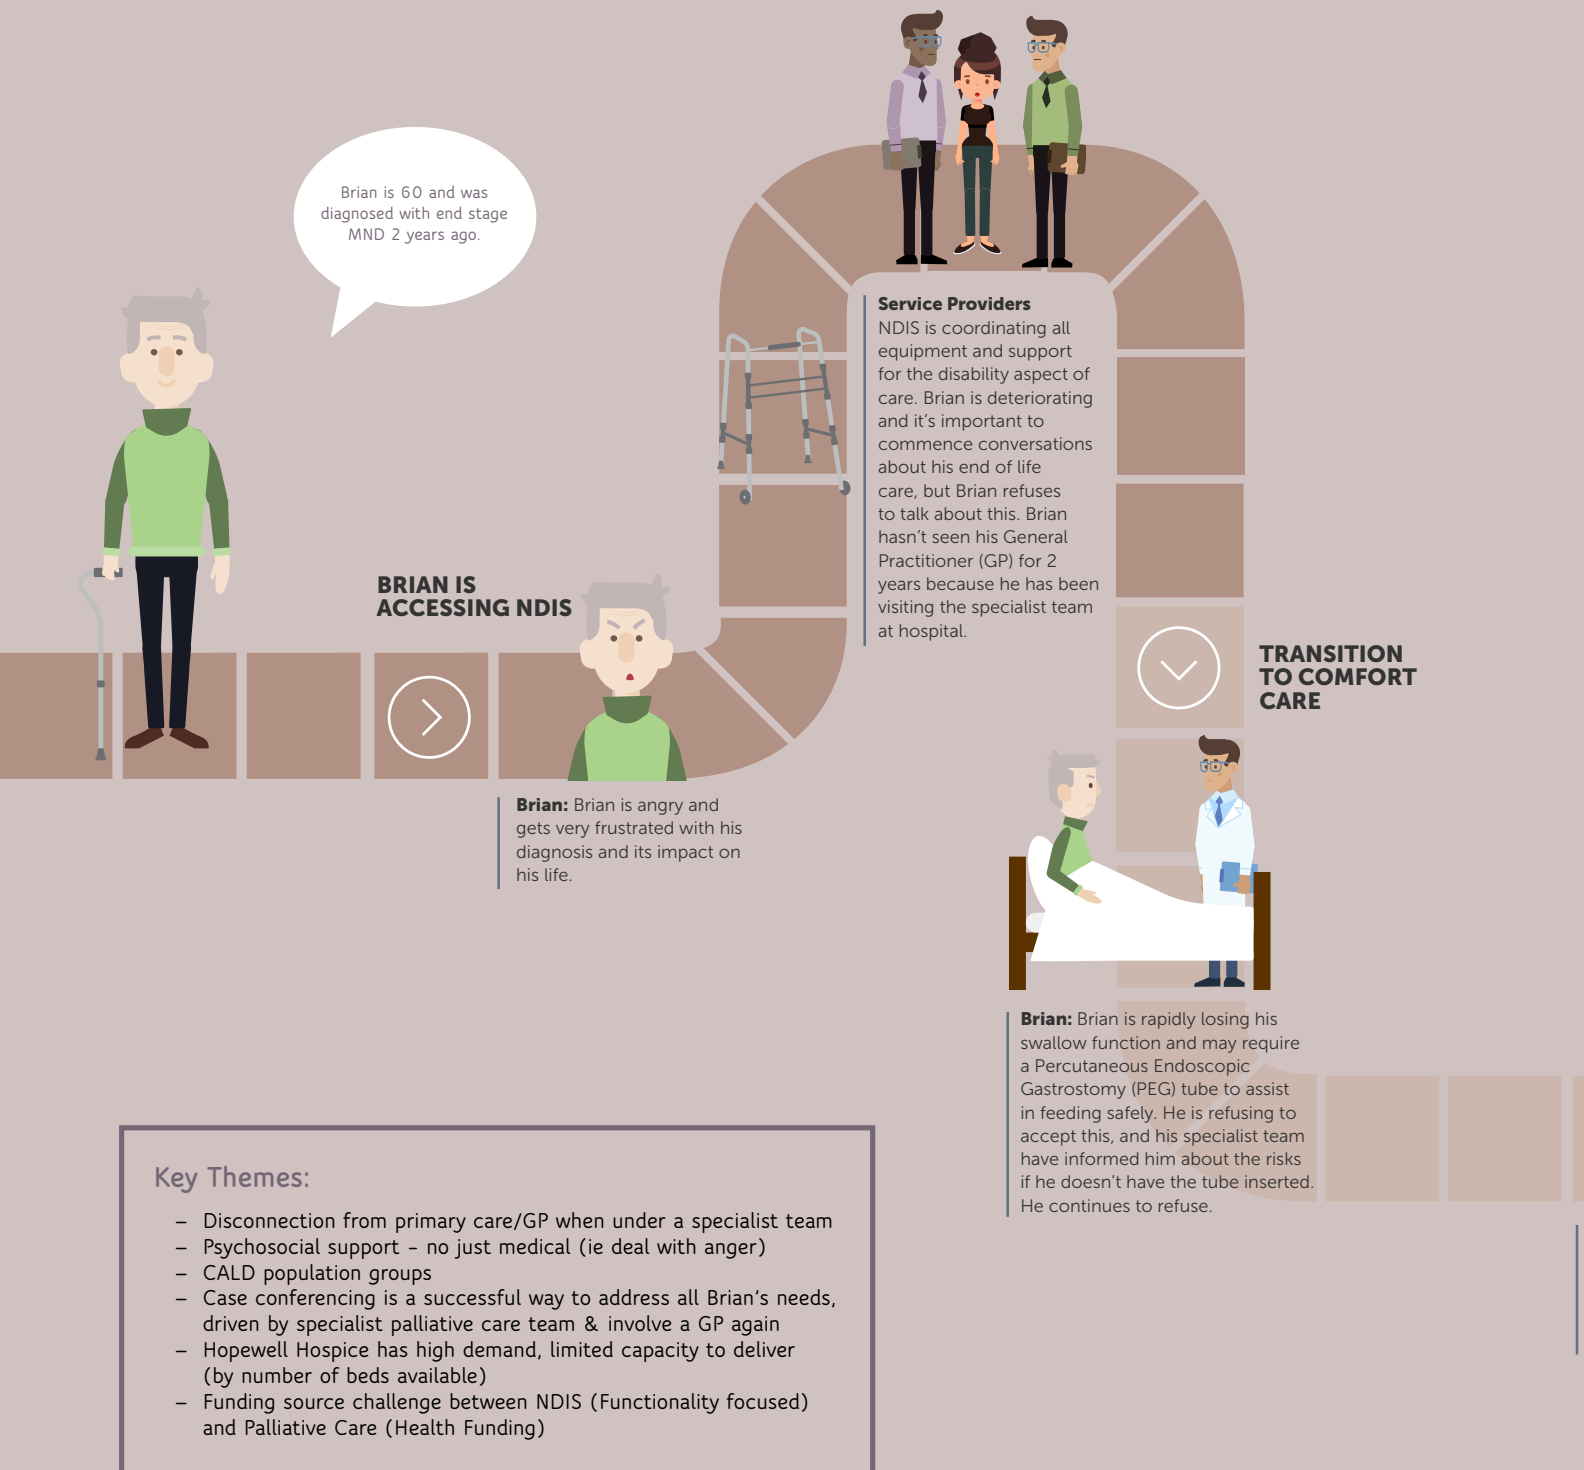 Brian is 60 and was
diagnosed with end stage
MND 2 years ago.
BRIAN IS
ACCESSING NDIS
Brian: Brian is angry and
gets very frustrated with his
diagnosis and its impact on
his life.
Service Providers
NDIS is coordinating all
equipment and support
for the disability aspect of
care. Brian is deteriorating
and it's important to
commence conversations
about his end of life
care, but Brian refuses
to talk about this. Brian
hasn't seen his General
Practitioner (GP) for 2
years because he has been
visiting the specialist team
at hospital.
TRANSITION
TO COMFORT
CARE
Brian: Brian is rapidly losing his
swallow function and may require
a Percutaneous Endoscopic
Gastrostomy (PEG) tube to assist
in feeding safely. He is refusing to
accept this, and his specialist team
have informed him about the risks
if he doesn't have the tube inserted.
He continues to refuse.
Key Themes:
– Disconnection from primary care/GP when under a specialist team
– Psychosocial support – no just medical (ie deal with anger)
– CALD population groups
– Case conferencing is a successful way to address all Brian's needs,
driven by specialist palliative care team & involve a GP again
– Hopewell Hospice has high demand, limited capacity to deliver
(by number of beds available)
– Funding source challenge between NDIS (Functionality focused)
and Palliative Care (Health Funding)